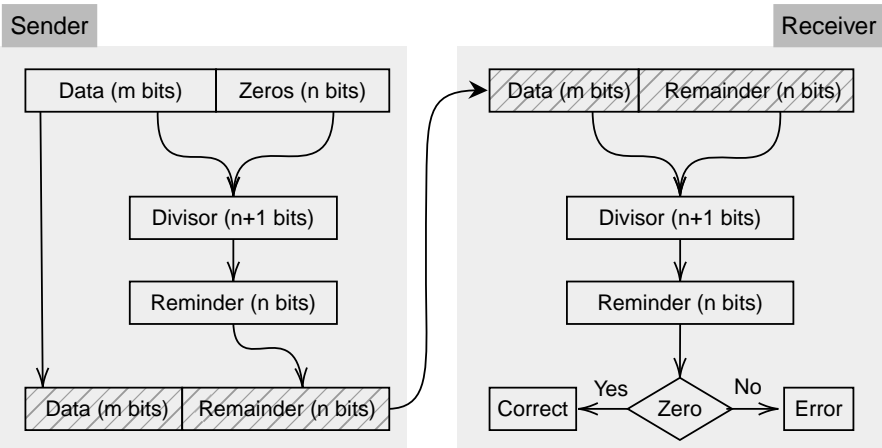 Sender
Receiver
Data (m bits) Zeros (n bits)
Data (m bits) Remainder (n bits)
Divisor (n+1 bits)
Divisor (n+1 bits)
Reminder (n bits)
Reminder (n bits)
Data (m bits) Remainder (n bits)
Correct
Yes
Zero
No
Error